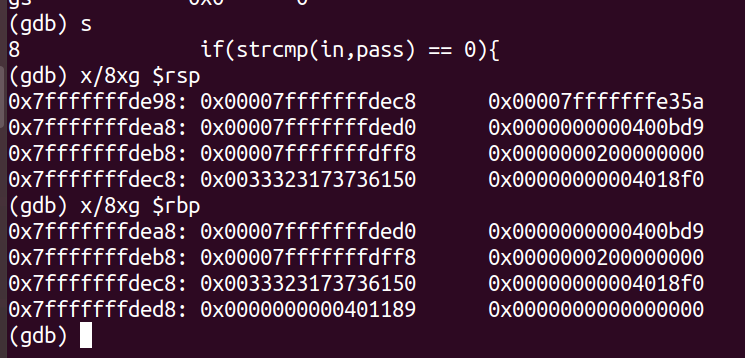 gs 0x0 0
(gdb) s
8 if(strcmp(in,pass) == 0){
(gdb) x/8xg $rsp
0x7fffffffde98: 0x00007fffffffdec8 0x00007fffffffe35a
0x7fffffffdea8: 0x00007fffffffded0 0x0000000000400bd9
0x7fffffffdeb8: 0x00007fffffffdff8 0x0000000200000000
0x7fffffffdec8: 0x0033323173736150 0x00000000004018f0
(gdb) x/8xg $rbp
0x7fffffffdea8: 0x00007fffffffded0 0x0000000000400bd9
0x7fffffffdeb8: 0x00007fffffffdff8 0x0000000200000000
0x7fffffffdec8: 0x0033323173736150 0x00000000004018f0
0x7fffffffded8: 0x0000000000401189 0x0000000000000000
(gdb)